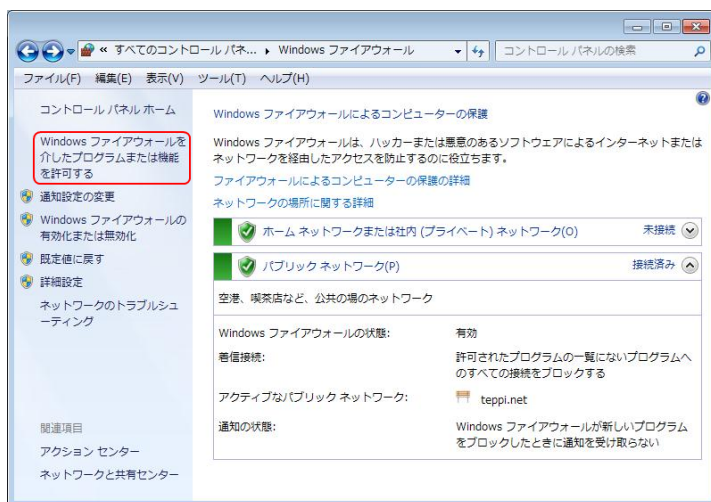 « すべてのコントロール パネ... ▸ Windows ファイアウォール
コントロール パネルの検索
ファイル(F) 編集(E) 表示(V) ツール(T) ヘルプ(H)
コントロール パネル ホーム
Windows ファイアウォールを
介したプログラムまたは機能
を許可する
通知設定の変更
Windows ファイアウォールの
有効化または無効化
既定値に戻す
詳細設定
ネットワークのトラブルシュ
ーティング
関連項目
アクション センター
ネットワークと共有センター
Windows ファイアウォールによるコンピューターの保護
Windows ファイアウォールは、ハッカーまたは悪意のあるソフトウェアによるインターネットまたは
ネットワークを経由したアクセスを防止するのに役立ちます。
ファイアウォールによるコンピューターの保護の詳細
ネットワークの場所に関する詳細
ホーム ネットワークまたは社内 (プライベート) ネットワーク(O) 未接続
パブリック ネットワーク(P) 接続済み
空港、喫茶店など、公共の場のネットワーク
Windows ファイアウォールの状態: 有効
着信接続: 許可されたプログラムの一覧にないプログラムへ
のすべての接続をブロックする
アクティブなパブリック ネットワーク: teppi.net
通知の状態: Windows ファイアウォールが新しいプログラム
をブロックしたときに通知を受け取らない